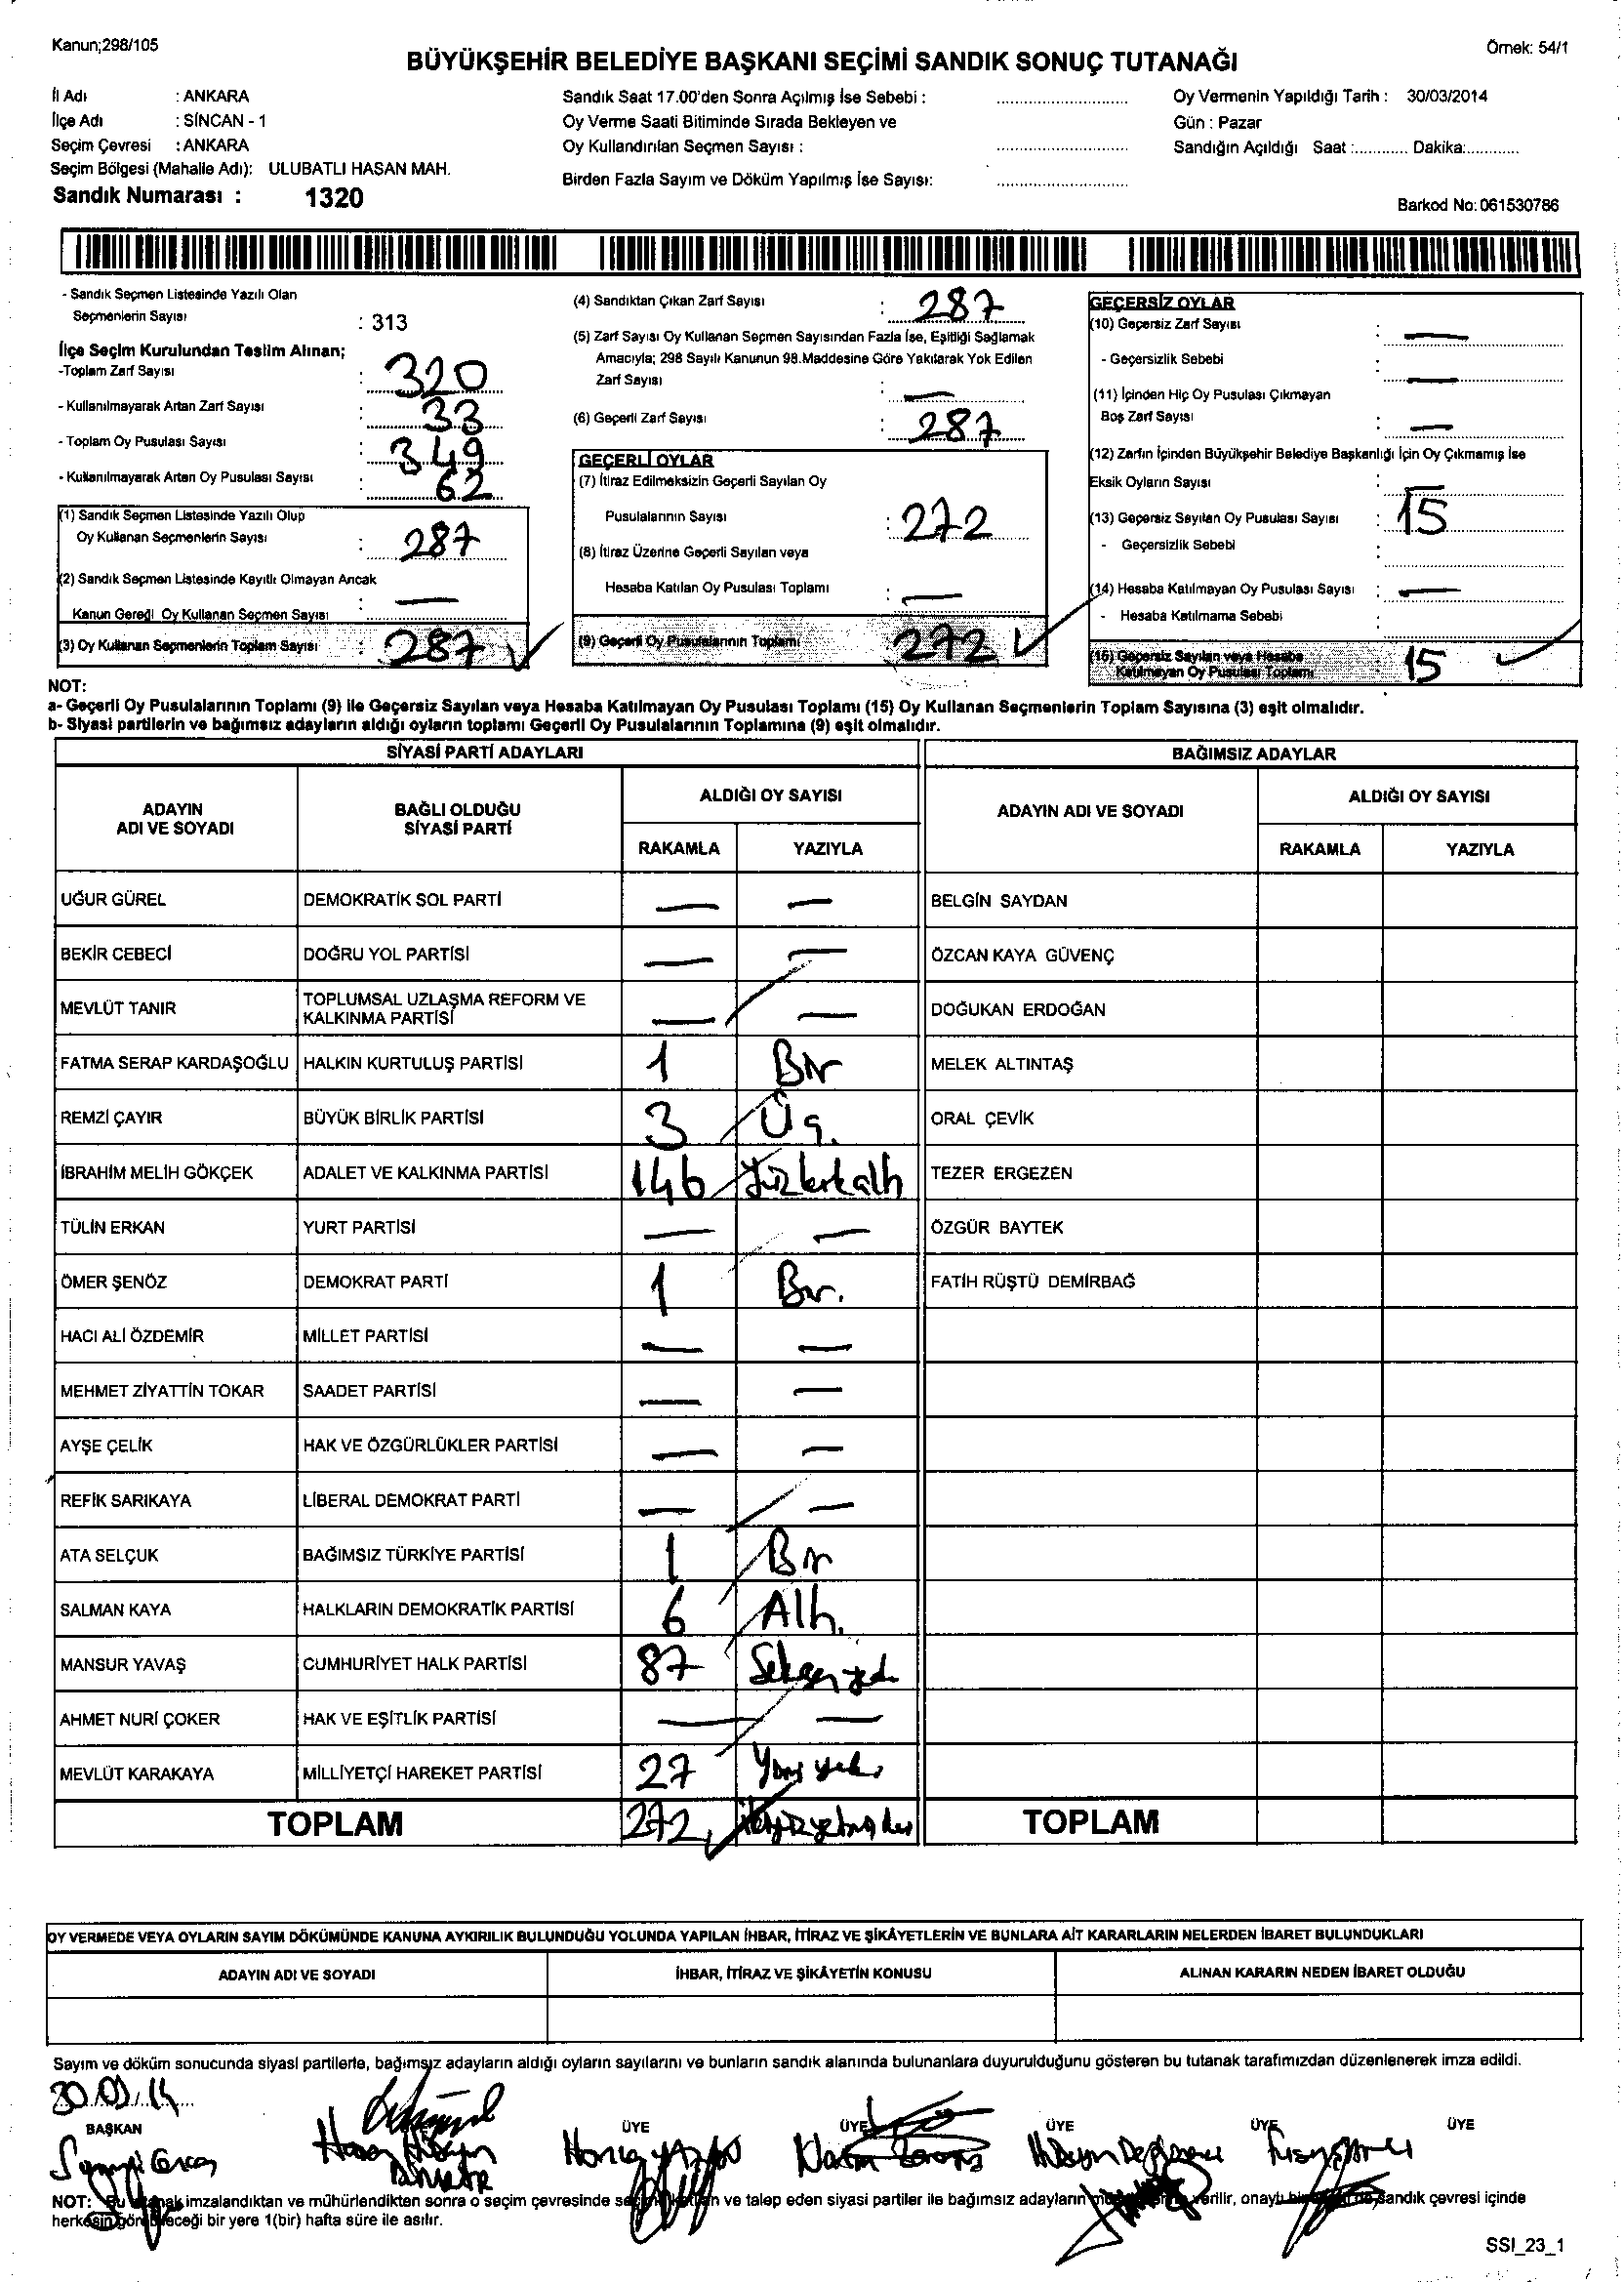 Kanun;298/105
Örnek: 54/1
BÜYÜKŞEHİR BELEDİYE BAŞKANI SEÇİMİ SANDIK SONUÇ TUTANAĞI
İl Adı : ANKARA
İlçe Adı : SİNCAN - 1
Seçim Çevresi : ANKARA
Seçim Bölgesi (Mahalle Adı): ULUBATLI HASAN MAH.
Sandık Numarası : 1320
Sandık Saat 17.00'den Sonra Açılmış İse Sebebi :
Oy Verme Saati Bitiminde Sırada Bekleyen ve
Oy Kullandırılan Seçmen Sayısı :
Birden Fazla Sayım ve Döküm Yapılmış İse Sayısı:
Oy Vermenin Yapıldığı Tarih : 30/03/2014
Gün : Pazar
Sandığın Açıldığı Saat :............ Dakika:............
Barkod No:061530786
- Sandık Seçmen Listesinde Yazılı Olan
Seçmenlerin Sayısı : 313
İlçe Seçim Kurulundan Teslim Alınan;
-Toplam Zarf Sayısı : 320
- Kullanılmayarak Artan Zarf Sayısı : 33
- Toplam Oy Pusulası Sayısı : 349
- Kullanılmayarak Artan Oy Pusulası Sayısı : 62
(1) Sandık Seçmen Listesinde Yazılı Olup
Oy Kullanan Seçmenlerin Sayısı : 287
(2) Sandık Seçmen Listesinde Kayıtlı Olmayan Ancak
Kanun Gereği Oy Kullanan Seçmen Sayısı : —
(3) Oy Kullanan Seçmenlerin Toplam Sayısı : 287
(4) Sandıktan Çıkan Zarf Sayısı : 287
(5) Zarf Sayısı Oy Kullanan Seçmen Sayısından Fazla İse, Eşitliği Sağlamak
Amacıyla; 298 Sayılı Kanunun 98.Maddesine Göre Yakılarak Yok Edilen
Zarf Sayısı : —
(6) Geçerli Zarf Sayısı : 287
GEÇERLİ OYLAR
(7) İtiraz Edilmeksizin Geçerli Sayılan Oy
Pusulalarının Sayısı : 272
(8) İtiraz Üzerine Geçerli Sayılan veya
Hesaba Katılan Oy Pusulası Toplamı : —
(9) Geçerli Oy Pusulalarının Toplamı 272
GEÇERSİZ OYLAR
(10) Geçersiz Zarf Sayısı : —
- Geçersizlik Sebebi : —
(11) İçinden Hiç Oy Pusulası Çıkmayan
Boş Zarf Sayısı : —
(12) Zarfın İçinden Büyükşehir Belediye Başkanlığı İçin Oy Çıkmamış İse
Eksik Oyların Sayısı : —
(13) Geçersiz Sayılan Oy Pusulası Sayısı : 15
- Geçersizlik Sebebi :
(14) Hesaba Katılmayan Oy Pusulası Sayısı : —
- Hesaba Katılmama Sebebi :
(15) Geçersiz Sayılan veya Hesaba
Katılmayan Oy Pusulası Toplamı : 15
NOT:
a- Geçerli Oy Pusulalarının Toplamı (9) ile Geçersiz Sayılan veya Hesaba Katılmayan Oy Pusulası Toplamı (15) Oy Kullanan Seçmenlerin Toplam Sayısına (3) eşit olmalıdır.
b- Siyasi partilerin ve bağımsız adayların aldığı oyların toplamı Geçerli Oy Pusulalarının Toplamına (9) eşit olmalıdır.
SİYASİ PARTİ ADAYLARI
BAĞIMSIZ ADAYLAR
ADAYIN ADI VE SOYADI
BAĞLI OLDUĞU SİYASİ PARTİ
ALDIĞI OY SAYISI
RAKAMLA YAZIYLA
ADAYIN ADI VE SOYADI
ALDIĞI OY SAYISI
RAKAMLA YAZIYLA
UĞUR GÜREL DEMOKRATİK SOL PARTİ — — BELGİN SAYDAN
BEKİR CEBECİ DOĞRU YOL PARTİSİ — — ÖZCAN KAYA GÜVENÇ
MEVLÜT TANIR TOPLUMSAL UZLAŞMA REFORM VE KALKINMA PARTİSİ — — DOĞUKAN ERDOĞAN
FATMA SERAP KARDAŞOĞLU HALKIN KURTULUŞ PARTİSİ 1 Bir MELEK ALTINTAŞ
REMZİ ÇAYIR BÜYÜK BİRLİK PARTİSİ 3 Üç. ORAL ÇEVİK
İBRAHİM MELİH GÖKÇEK ADALET VE KALKINMA PARTİSİ 146 Yüzkırkaltı TEZER ERGEZEN
TÜLİN ERKAN YURT PARTİSİ — — ÖZGÜR BAYTEK
ÖMER ŞENÖZ DEMOKRAT PARTİ 1 Bir. FATİH RÜŞTÜ DEMİRBAĞ
HACI ALİ ÖZDEMİR MİLLET PARTİSİ — —
MEHMET ZİYATTİN TOKAR SAADET PARTİSİ — —
AYŞE ÇELİK HAK VE ÖZGÜRLÜKLER PARTİSİ — —
REFİK SARIKAYA LİBERAL DEMOKRAT PARTİ — —
ATA SELÇUK BAĞIMSIZ TÜRKİYE PARTİSİ 1 Bir
SALMAN KAYA HALKLARIN DEMOKRATİK PARTİSİ 6 Altı.
MANSUR YAVAŞ CUMHURİYET HALK PARTİSİ 87 Seksen yedi
AHMET NURİ ÇOKER HAK VE EŞİTLİK PARTİSİ — —
MEVLÜT KARAKAYA MİLLİYETÇİ HAREKET PARTİSİ 27 Yirmi yedi
TOPLAM 272 ikiyüzyetmiş iki TOPLAM
OY VERMEDE VEYA OYLARIN SAYIM DÖKÜMÜNDE KANUNA AYKIRILIK BULUNDUĞU YOLUNDA YAPILAN İHBAR, İTİRAZ VE ŞİKÂYETLERİN VE BUNLARA AİT KARARLARIN NELERDEN İBARET BULUNDUKLARI
ADAYIN ADI VE SOYADI İHBAR, İTİRAZ VE ŞİKÂYETİN KONUSU ALINAN KARARIN NEDEN İBARET OLDUĞU
Sayım ve döküm sonucunda siyasi partilerle, bağımsız adayların aldığı oyların sayılarını ve bunların sandık alanında bulunanlara duyurulduğunu gösteren bu tutanak tarafımızdan düzenlenerek imza edildi.
30.03.14
BAŞKAN ÜYE ÜYE ÜYE ÜYE ÜYE
NOT: Bu tutanak imzalandıktan ve mühürlendikten sonra o seçim çevresinde ve talep eden siyasi partiler ile bağımsız adayların verilir, onaylı sandık çevresi içinde
herkesin görebileceği bir yere 1(bir) hafta süre ile asılır.
SSI_23_1